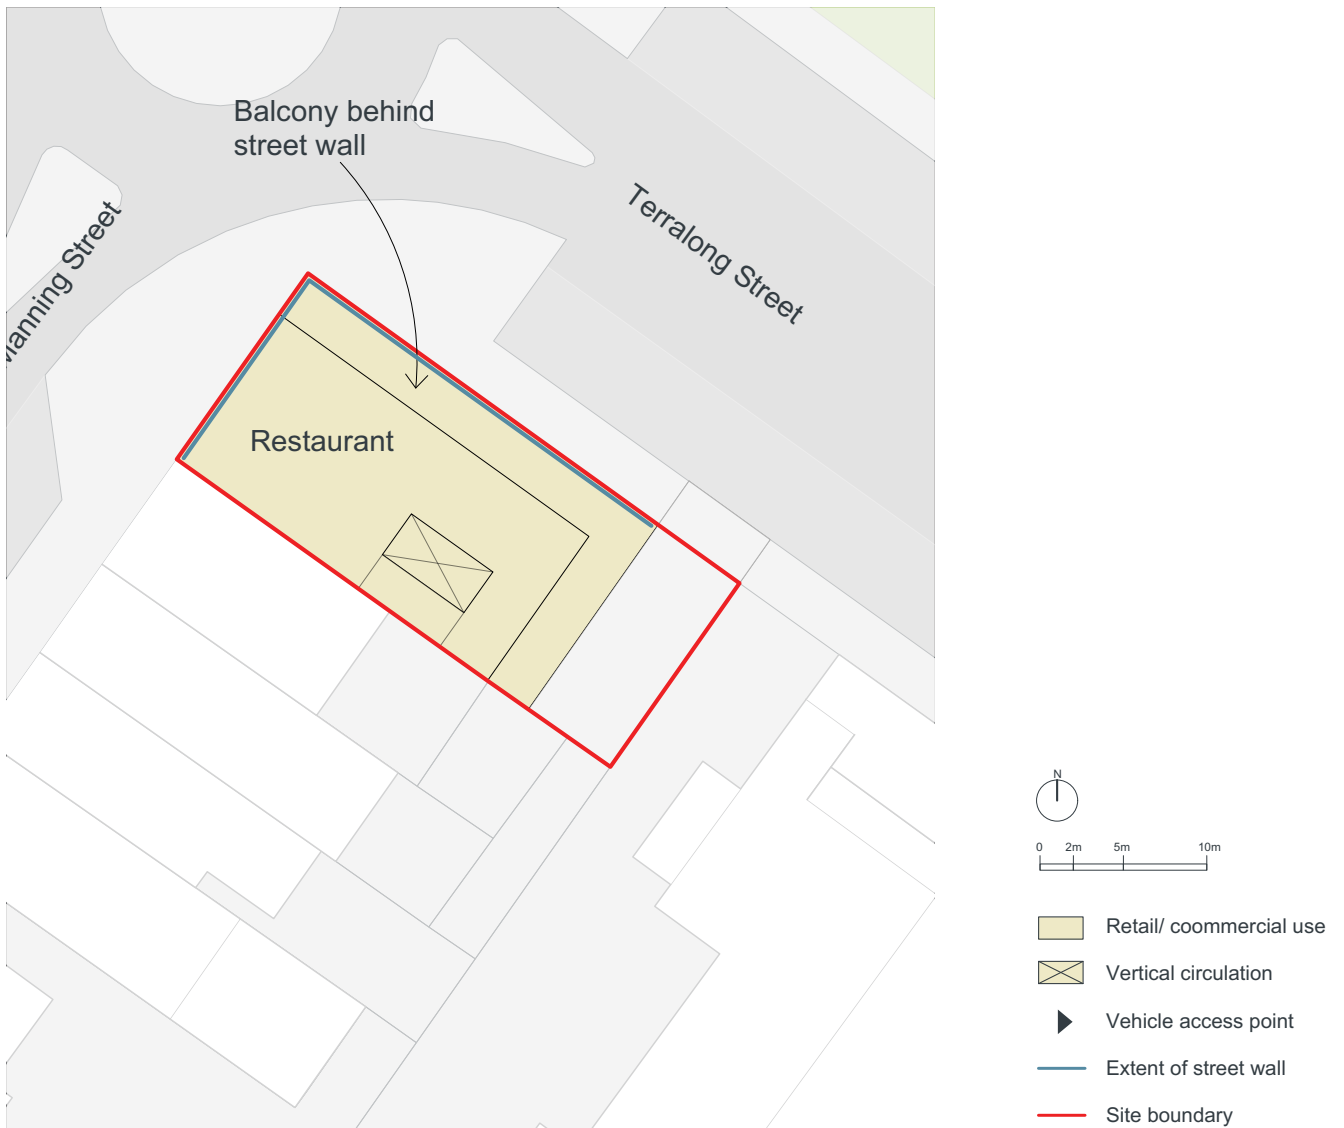 Balcony behind
street wall
Terralong Street
Manning Street
Restaurant
N
0 2m 5m 10m
Retail/ coommercial use
Vertical circulation
Vehicle access point
Extent of street wall
Site boundary